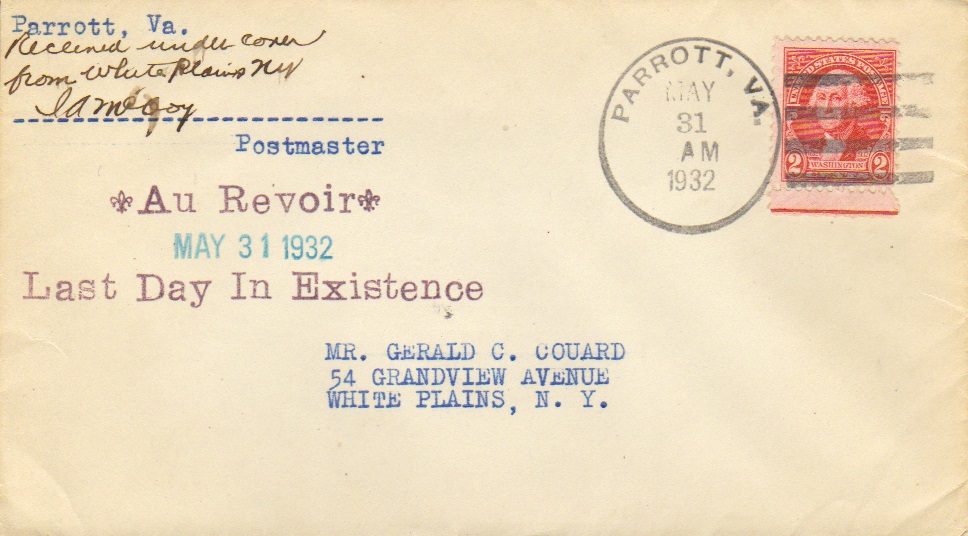 Parrott, Va.
Received under cover
from White Plains NY
Postmaster
Au Revoir
MAY 31 1932
Last Day In Existence
MR. GERALD C. COUARD
54 GRANDVIEW AVENUE
WHITE PLAINS, N. Y.
PARROTT, VA.
MAY
31
AM
1932
UNITED STATES POSTAGE
2 WASHINGTON 2